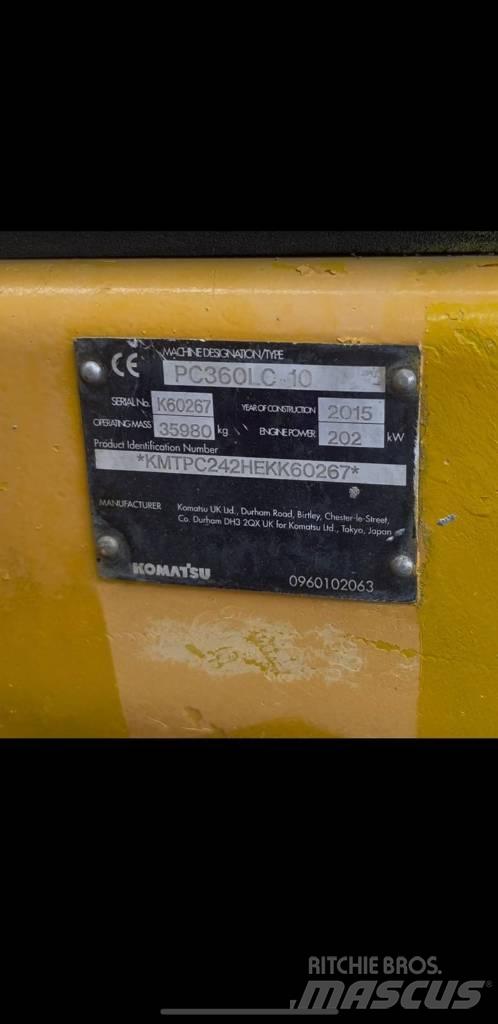 CE
MACHINE DESIGNATION/TYPE
PC360LC-10
SERIAL No. K60267 YEAR OF CONSTRUCTION 2015
OPERATING MASS 35980 kg ENGINE POWER 202 kW
Product Identification Number
*KMTPC242HEKK60267*
MANUFACTURER Komatsu UK Ltd., Durham Road, Birtley, Chester-le-Street,
Co. Durham DH3 2QX UK for Komatsu Ltd., Tokyo, Japan
KOMATSU 0960102063
RITCHIE BROS.
MASCUS